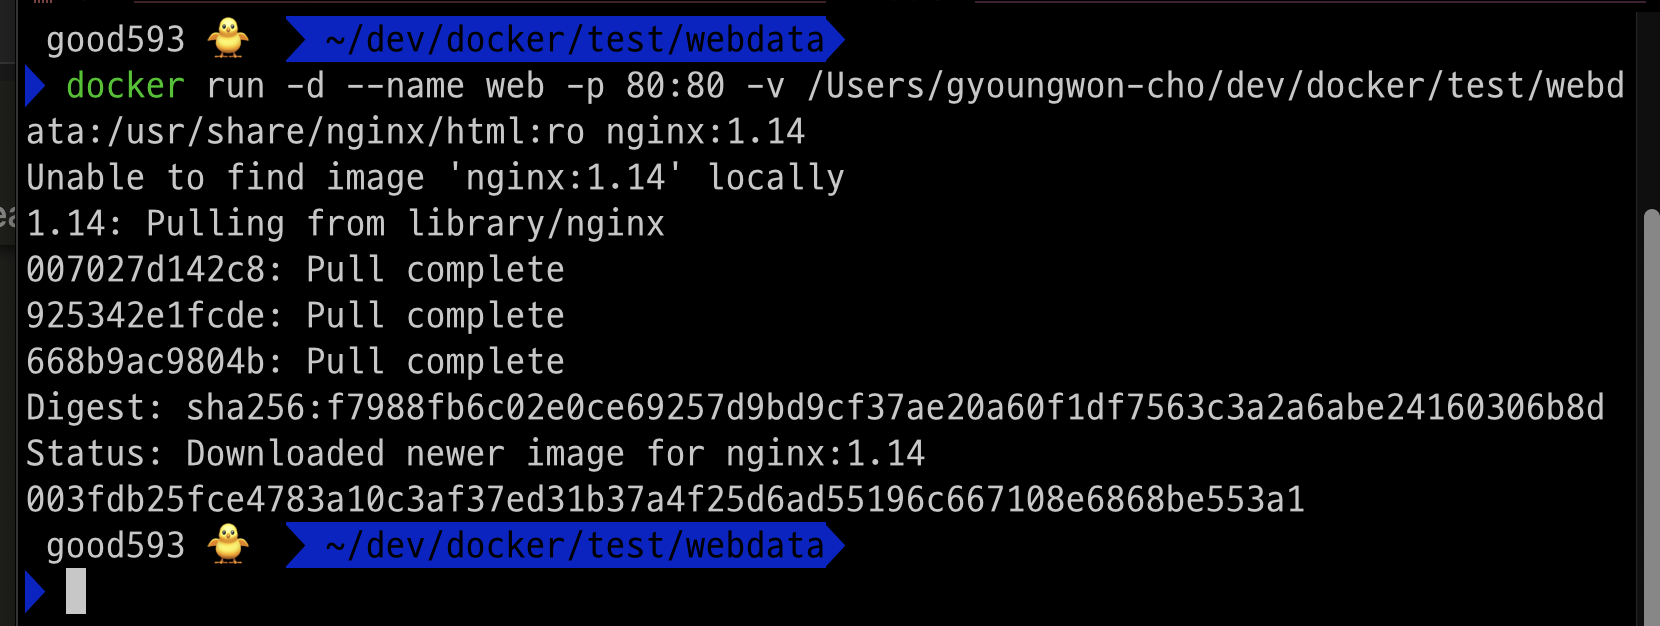 good593 🐥 ~/dev/docker/test/webdata
docker run -d --name web -p 80:80 -v /Users/gyoungwon-cho/dev/docker/test/webd
ata:/usr/share/nginx/html:ro nginx:1.14
Unable to find image 'nginx:1.14' locally
1.14: Pulling from library/nginx
007027d142c8: Pull complete
925342e1fcde: Pull complete
668b9ac9804b: Pull complete
Digest: sha256:f7988fb6c02e0ce69257d9bd9cf37ae20a60f1df7563c3a2a6abe24160306b8d
Status: Downloaded newer image for nginx:1.14
003fdb25fce4783a10c3af37ed31b37a4f25d6ad55196c667108e6868be553a1
good593 🐥 ~/dev/docker/test/webdata